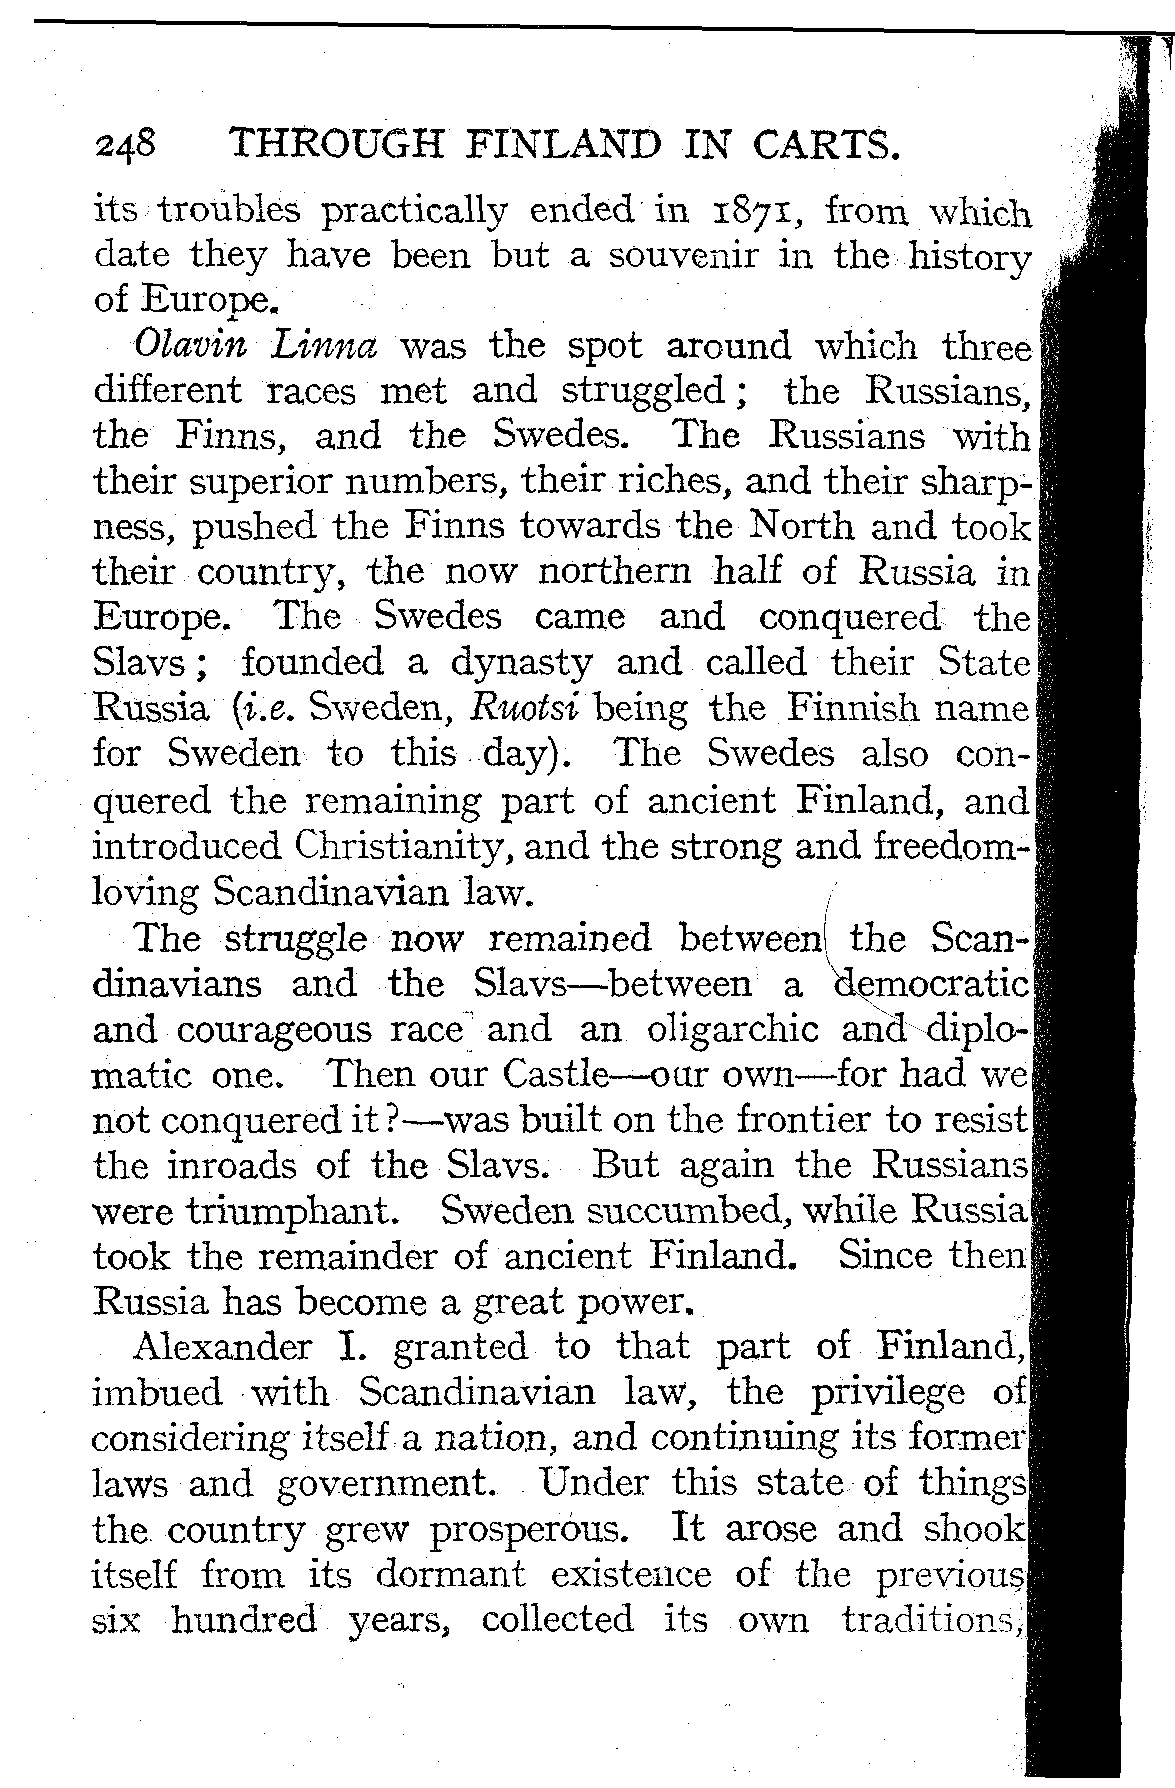 248 THROUGH FINLAND IN CARTS.
its troubles practically ended in 1871, from which
date they have been but a souvenir in the history
of Europe.
Olavin Linna was the spot around which three
different races met and struggled; the Russians,
the Finns, and the Swedes. The Russians with
their superior numbers, their riches, and their sharp-
ness, pushed the Finns towards the North and took
their country, the now northern half of Russia in
Europe. The Swedes came and conquered the
Slavs; founded a dynasty and called their State
Russia (i.e. Sweden, Ruotsi being the Finnish name
for Sweden to this day). The Swedes also con-
quered the remaining part of ancient Finland, and
introduced Christianity, and the strong and freedom-
loving Scandinavian law.
The struggle now remained between the Scan-
dinavians and the Slavs—between a democratic
and courageous race and an oligarchic and diplo-
matic one. Then our Castle—our own—for had we
not conquered it?—was built on the frontier to resist
the inroads of the Slavs. But again the Russians
were triumphant. Sweden succumbed, while Russia
took the remainder of ancient Finland. Since then
Russia has become a great power.
Alexander I. granted to that part of Finland,
imbued with Scandinavian law, the privilege of
considering itself a nation, and continuing its former
laws and government. Under this state of things
the country grew prosperous. It arose and shook
itself from its dormant existence of the previous
six hundred years, collected its own traditions,